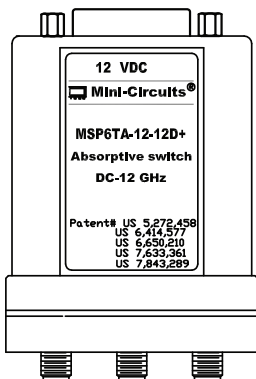 12 VDC
Mini-Circuits®
MSP6TA-12-12D+
Absorptive switch
DC-12 GHz
Patent# US 5,272,458
US 6,414,577
US 6,650,210
US 7,633,361
US 7,843,289